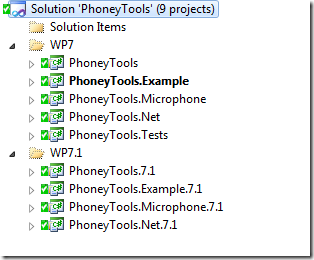 Solution 'PhoneyTools' (9 projects)
Solution Items
WP7
PhoneyTools
PhoneyTools.Example
PhoneyTools.Microphone
PhoneyTools.Net
PhoneyTools.Tests
WP7.1
PhoneyTools.7.1
PhoneyTools.Example.7.1
PhoneyTools.Microphone.7.1
PhoneyTools.Net.7.1